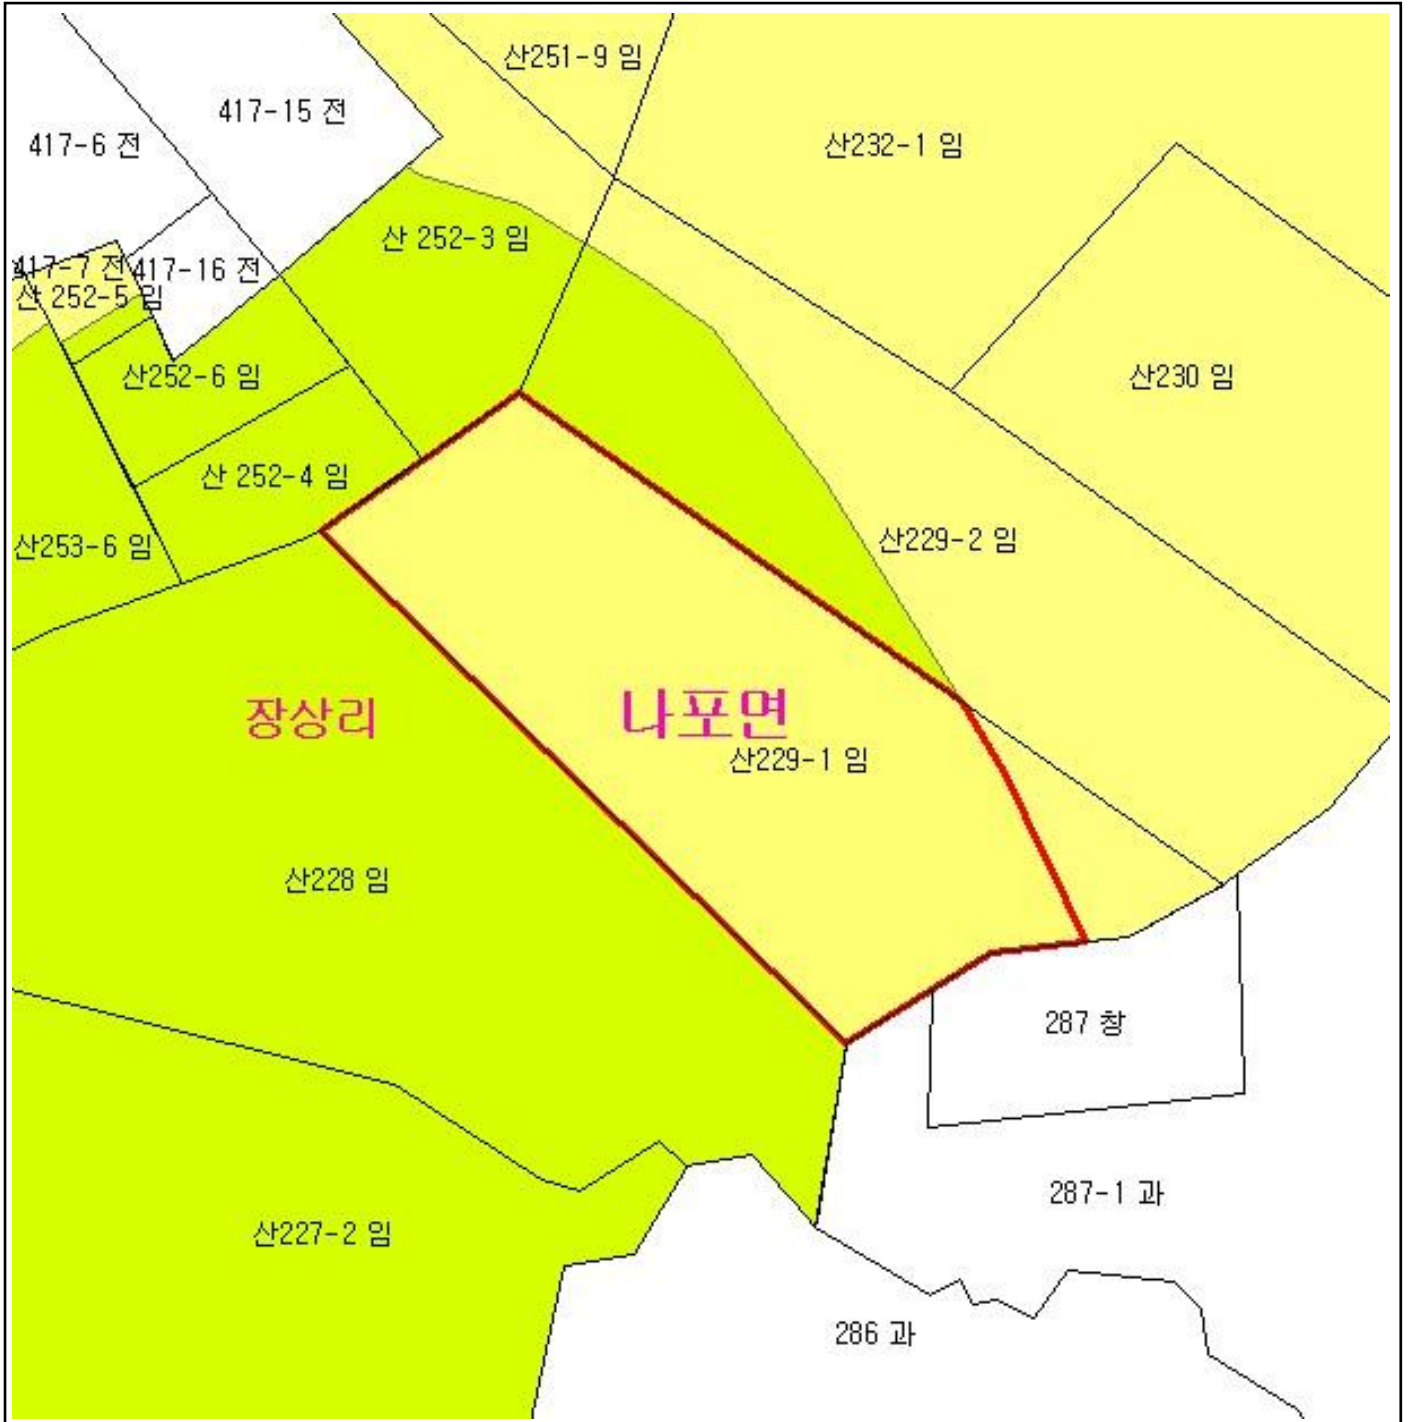 산251-9 임
417-15 전
417-6 전
산232-1 임
산 252-3 임
417-7 전
417-16 전
산 252-5 임
산252-6 임
산230 임
산 252-4 임
산253-6 임
산229-2 임
장상리
나포면
산229-1 임
산228 임
287 창
287-1 과
산227-2 임
286 과